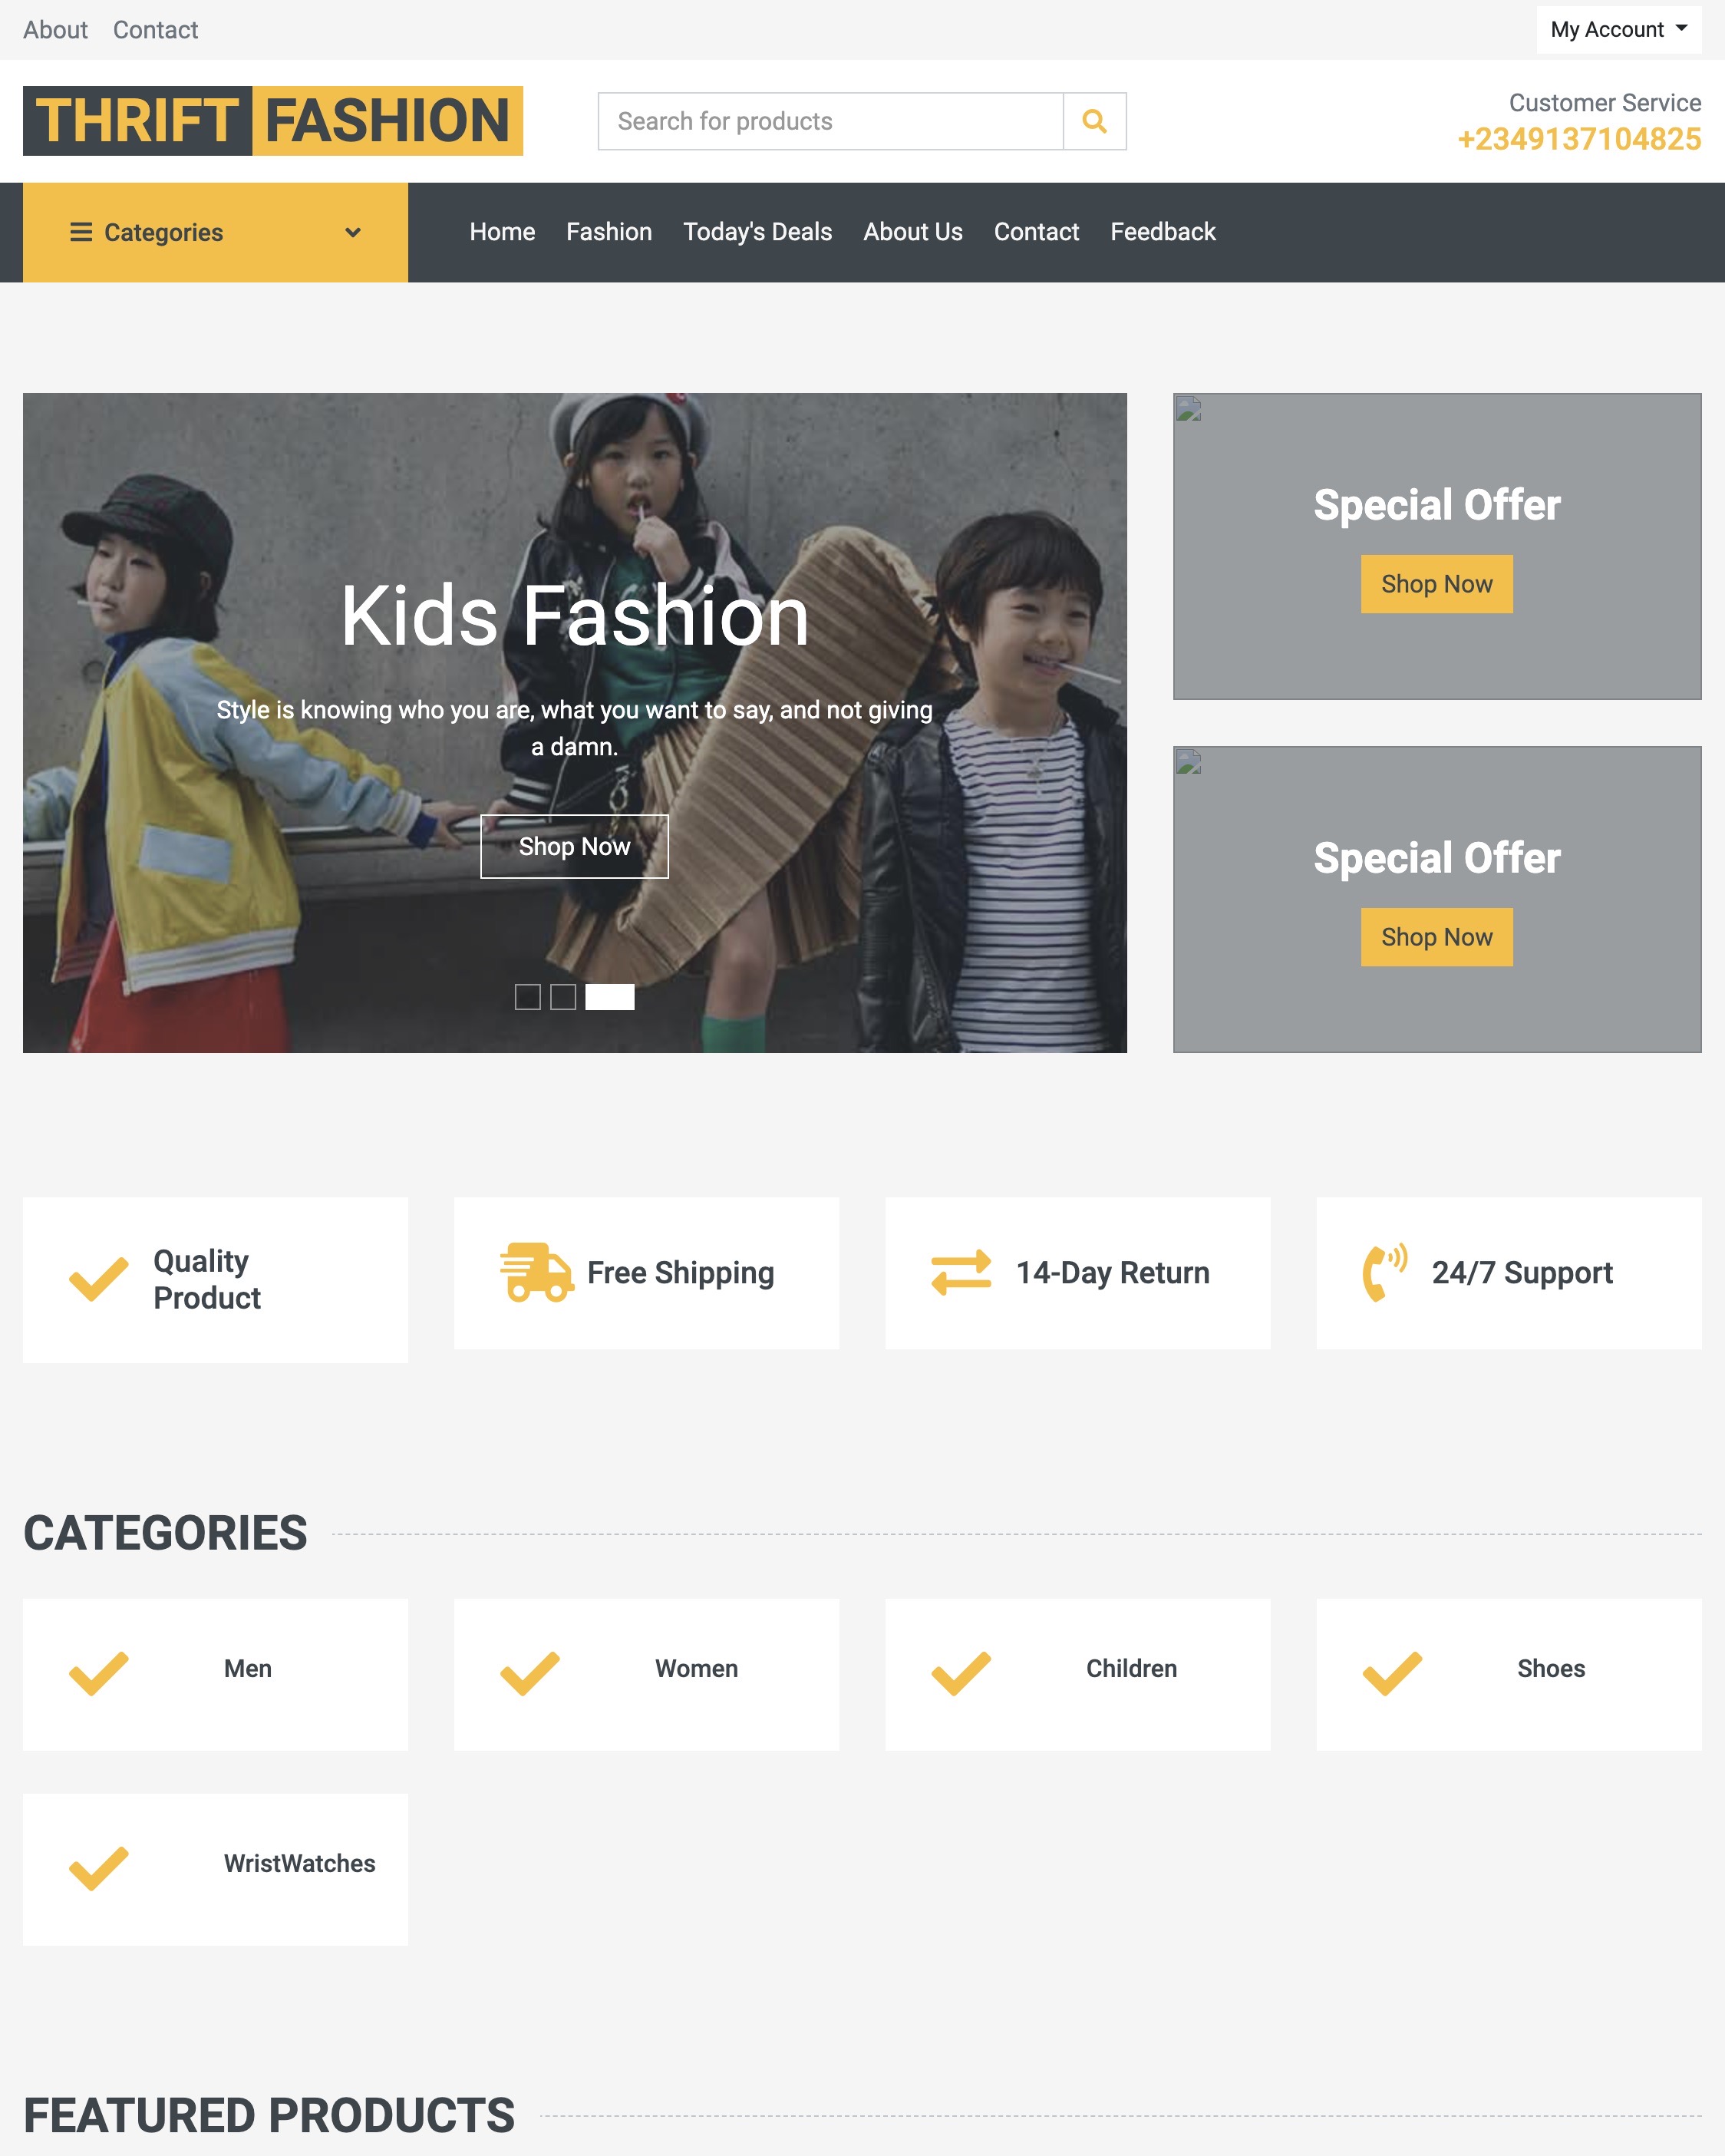 About Contact
My Account
THRIFT FASHION
Search for products
Customer Service
+2349137104825
Categories
Home Fashion Today's Deals About Us Contact Feedback
Kids Fashion
Style is knowing who you are, what you want to say, and not giving
a damn.
Shop Now
Special Offer
Shop Now
Special Offer
Shop Now
Quality
Product
Free Shipping
14-Day Return
24/7 Support
CATEGORIES
Men
Women
Children
Shoes
WristWatches
FEATURED PRODUCTS